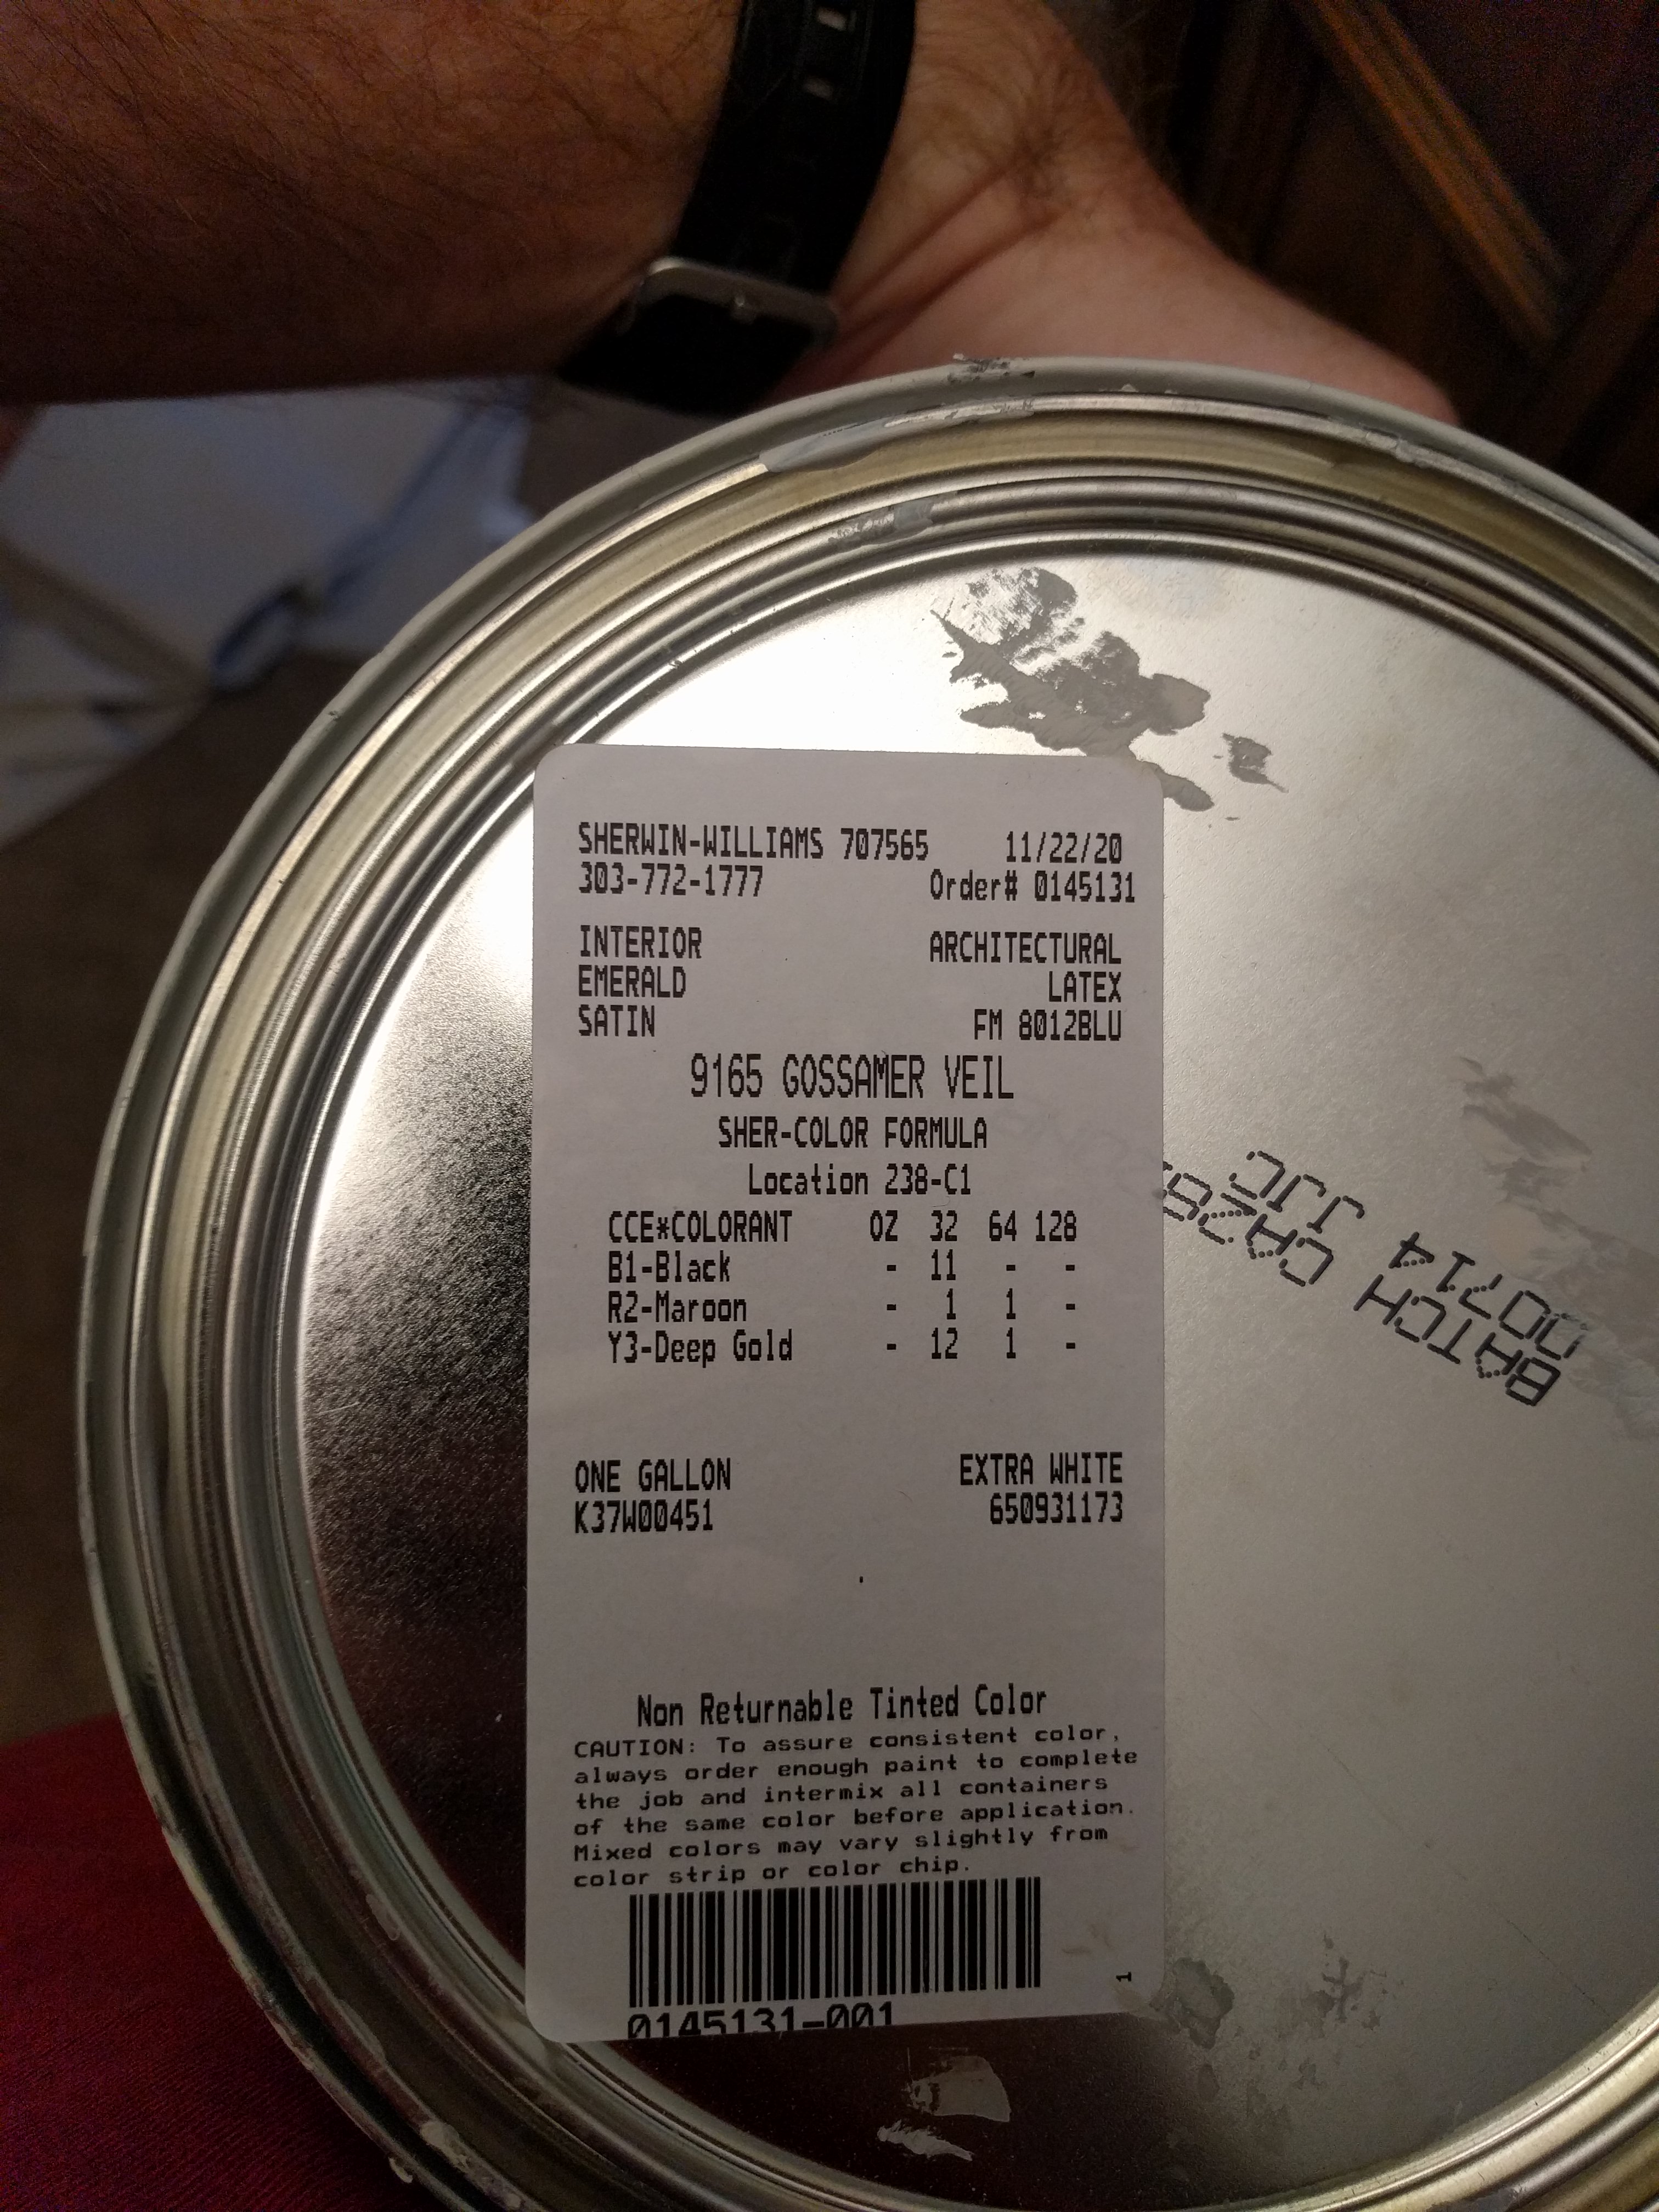 SHERWIN-WILLIAMS 707565 11/22/20
303-772-1777 Order# 0145131
INTERIOR ARCHITECTURAL
EMERALD LATEX
SATIN FM 8012BLU
9165 GOSSAMER VEIL
SHER-COLOR FORMULA
Location 238-C1
CCE*COLORANT OZ 32 64 128
B1-Black - 11 - -
R2-Maroon - 1 1 -
Y3-Deep Gold - 12 1 -
ONE GALLON EXTRA WHITE
K37W00451 650931173
Non Returnable Tinted Color
CAUTION: To assure consistent color,
always order enough paint to complete
the job and intermix all containers
of the same color before application.
Mixed colors may vary slightly from
color strip or color chip.
1
0145131-001
BATCH
00714 JJC